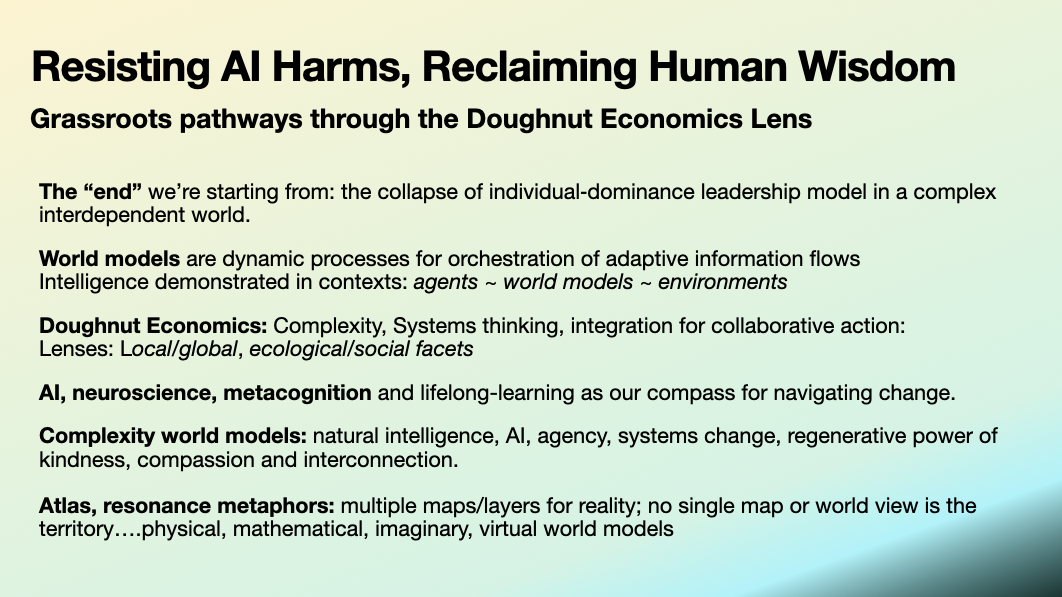 Resisting AI Harms, Reclaiming Human Wisdom
Grassroots pathways through the Doughnut Economics Lens
The “end” we’re starting from: the collapse of individual-dominance leadership model in a complex
interdependent world.
World models are dynamic processes for orchestration of adaptive information flows
Intelligence demonstrated in contexts: agents ~ world models ~ environments
Doughnut Economics: Complexity, Systems thinking, integration for collaborative action:
Lenses: Local/global, ecological/social facets
AI, neuroscience, metacognition and lifelong-learning as our compass for navigating change.
Complexity world models: natural intelligence, AI, agency, systems change, regenerative power of
kindness, compassion and interconnection.
Atlas, resonance metaphors: multiple maps/layers for reality; no single map or world view is the
territory….physical, mathematical, imaginary, virtual world models